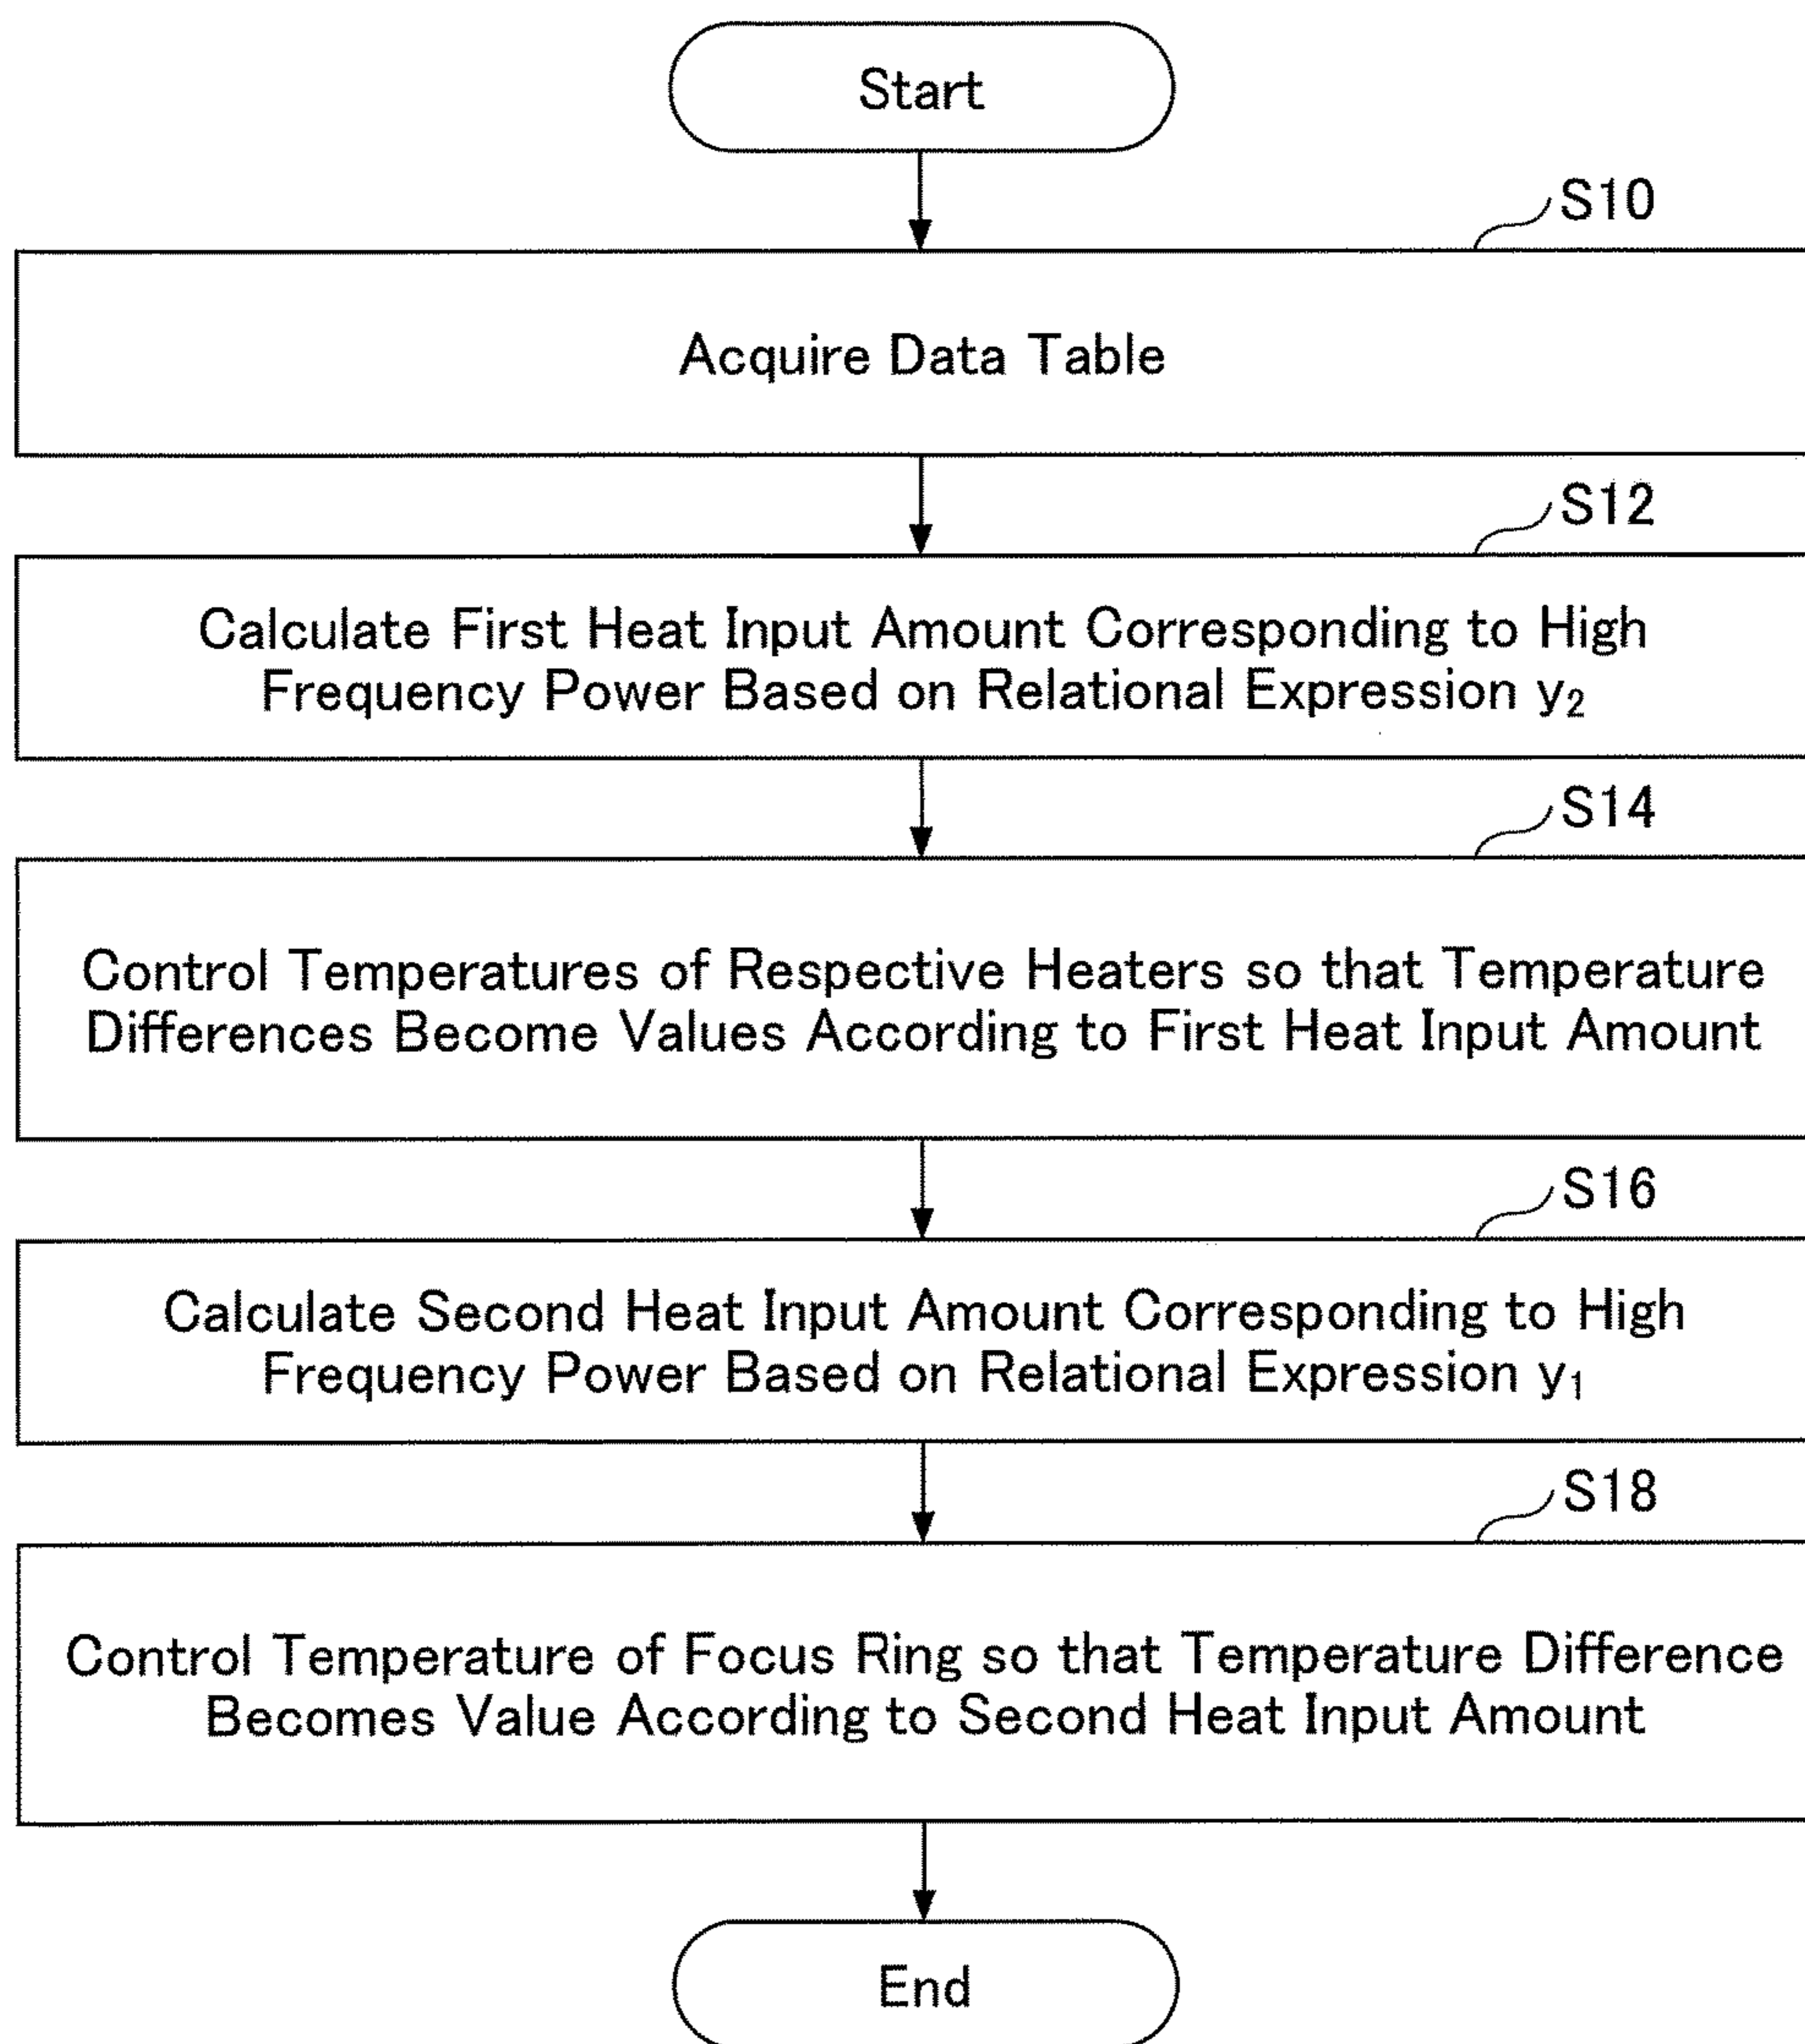 Start
S10
Acquire Data Table
S12
Calculate First Heat Input Amount Corresponding to High
Frequency Power Based on Relational Expression y₂
S14
Control Temperatures of Respective Heaters so that Temperature
Differences Become Values According to First Heat Input Amount
S16
Calculate Second Heat Input Amount Corresponding to High
Frequency Power Based on Relational Expression y₁
S18
Control Temperature of Focus Ring so that Temperature Difference
Becomes Value According to Second Heat Input Amount
End